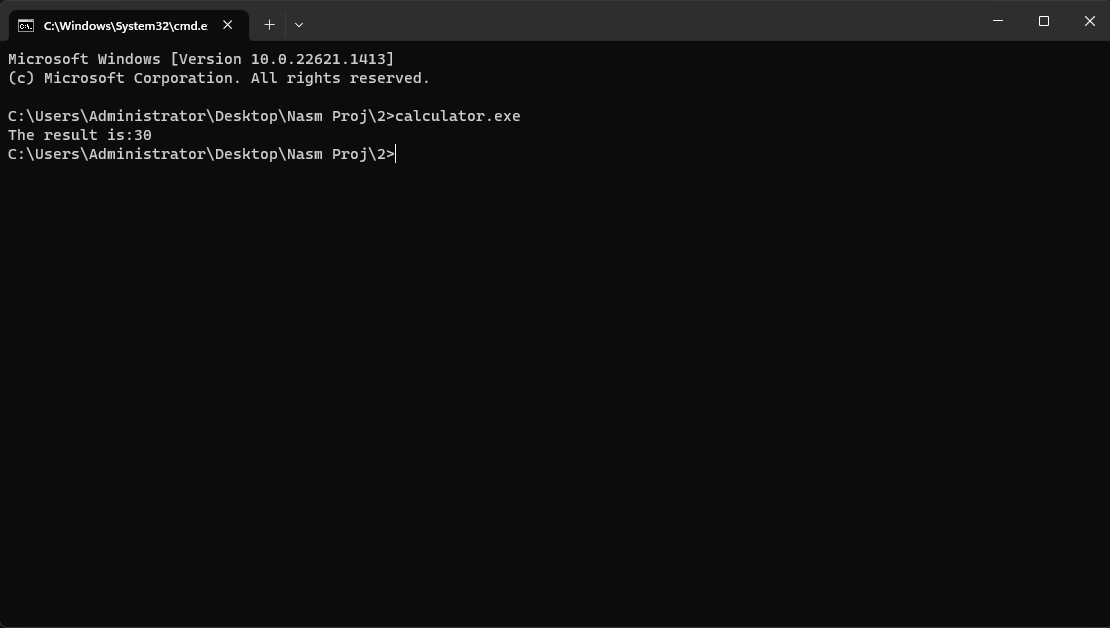 C:\Windows\System32\cmd.e
Microsoft Windows [Version 10.0.22621.1413]
(c) Microsoft Corporation. All rights reserved.
C:\Users\Administrator\Desktop\Nasm Proj\2>calculator.exe
The result is:30
C:\Users\Administrator\Desktop\Nasm Proj\2>